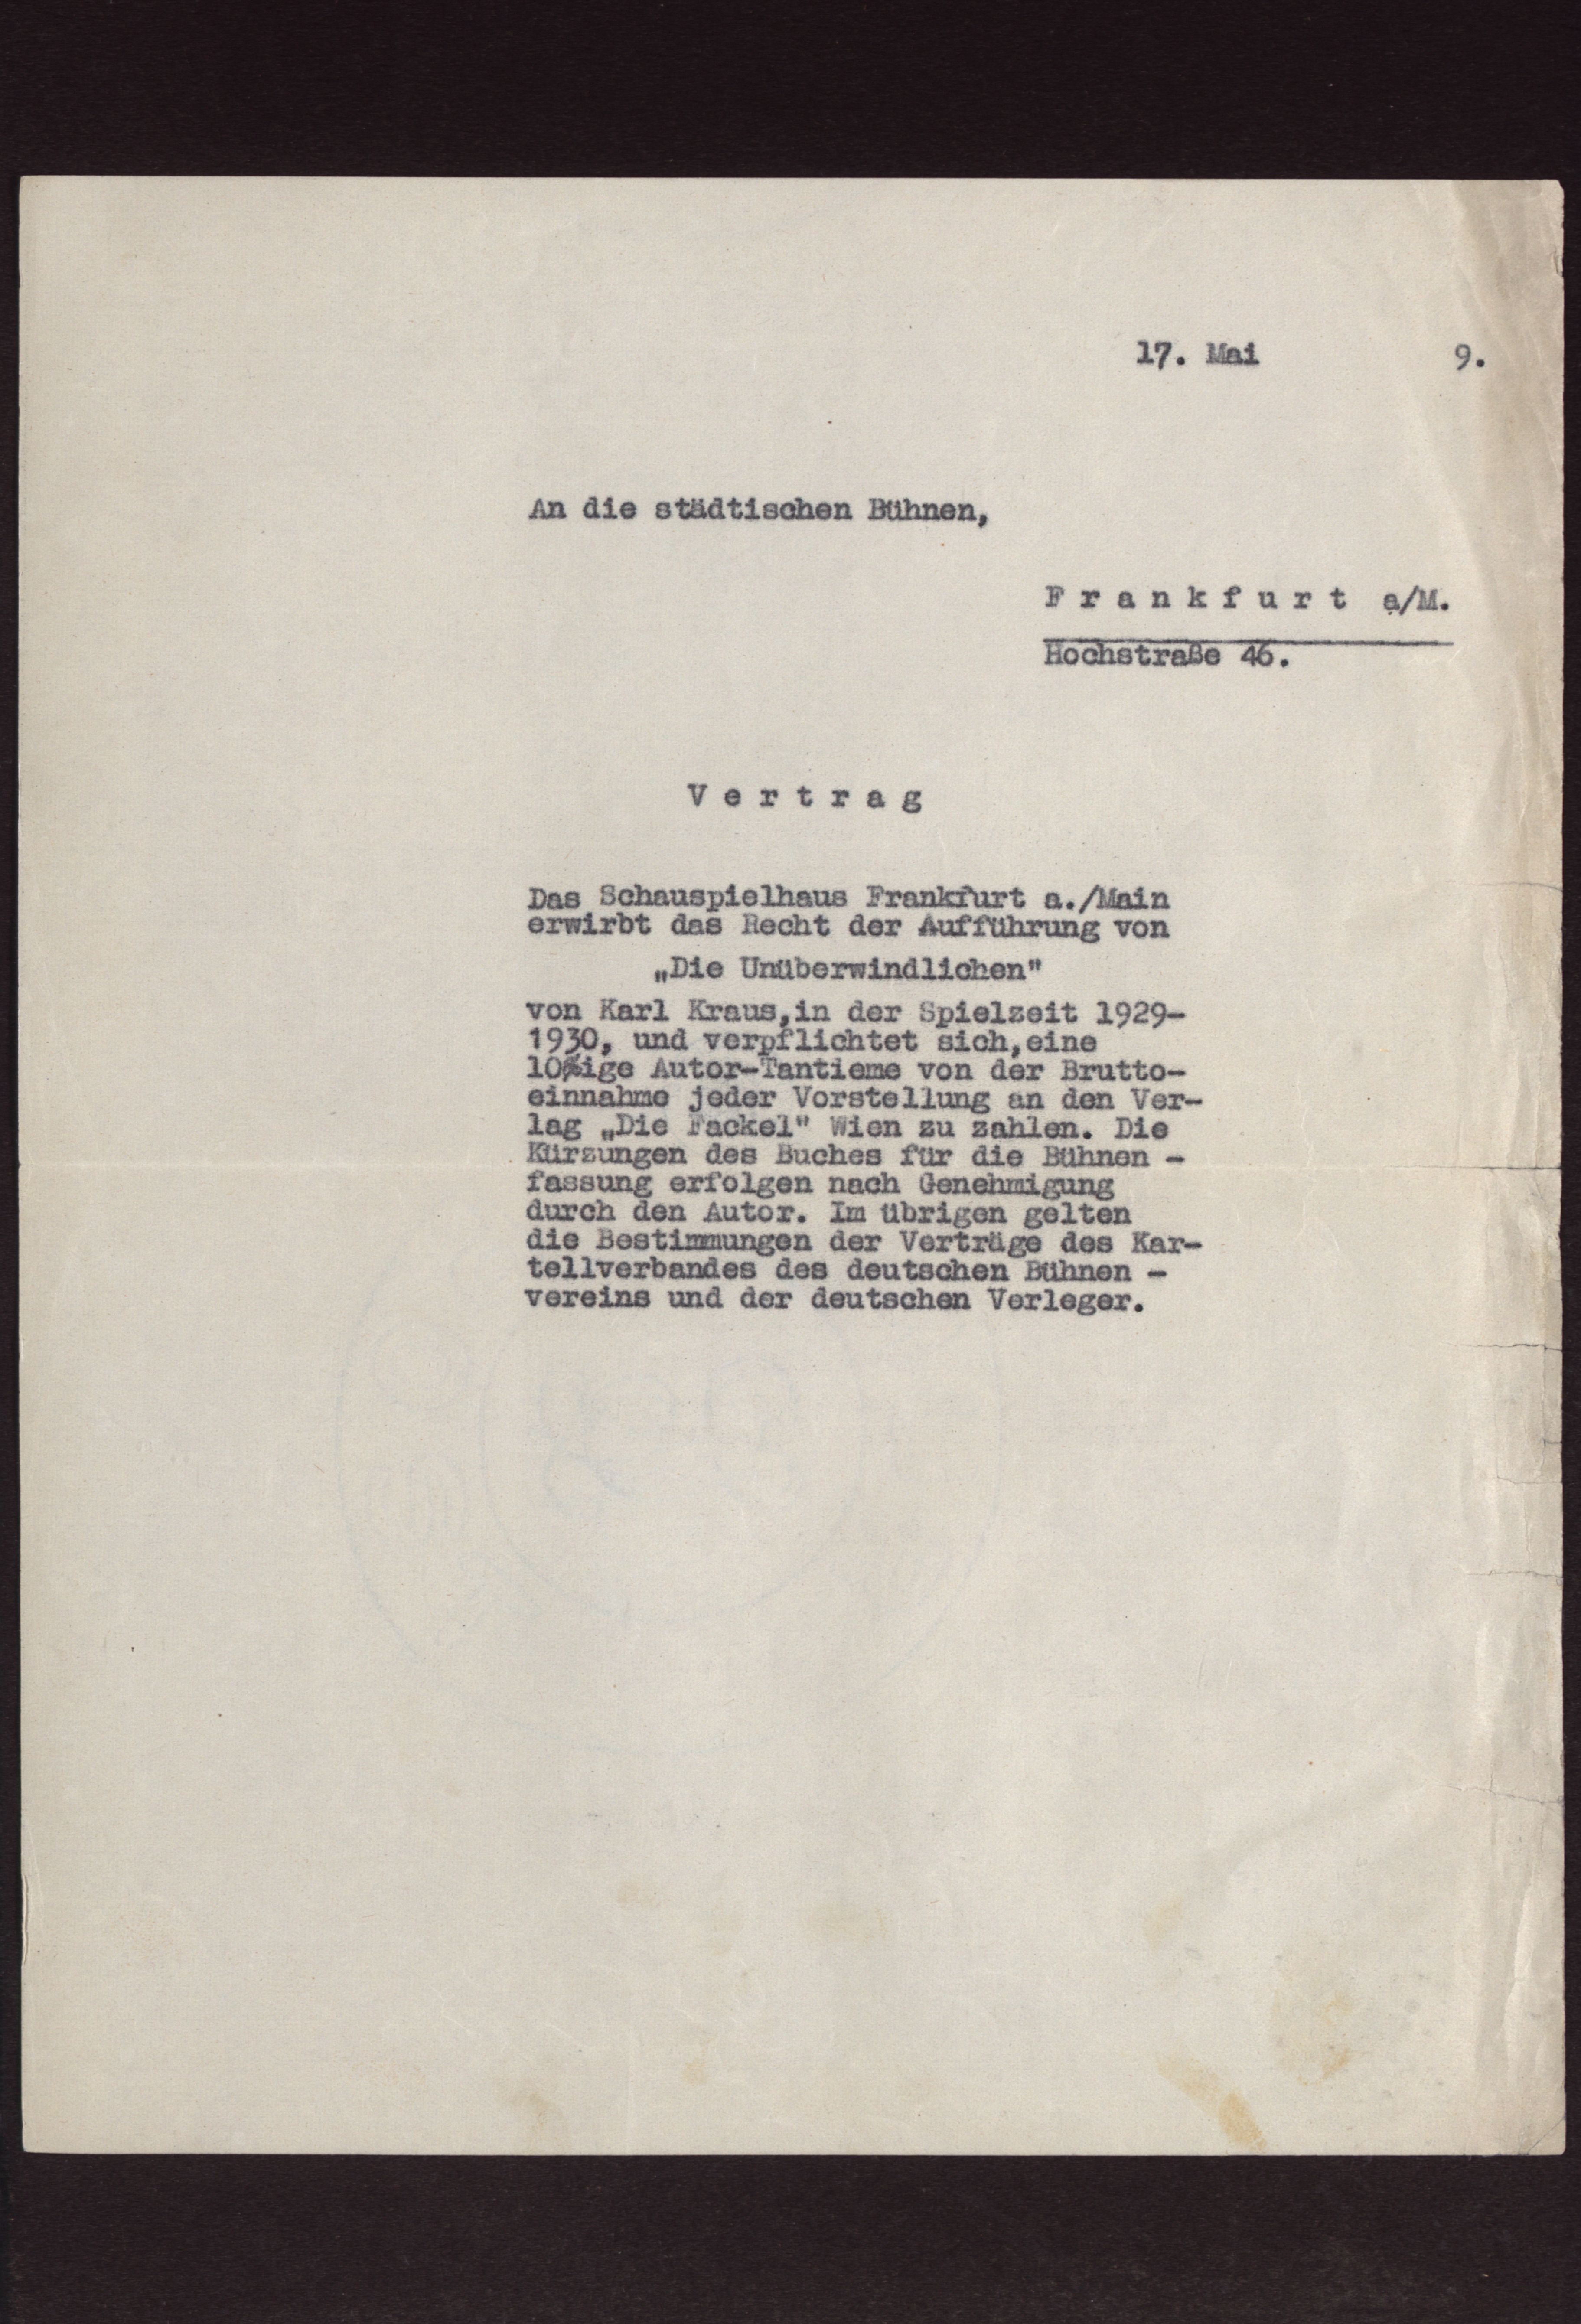 17. Mai 9.
An die städtischen Bühnen,
F r a n k f u r t a/M.
Hochstraße 46.
V e r t r a g
Das Schauspielhaus Frankfurt a./Main
erwirbt das Recht der Aufführung von
„Die Unüberwindlichen"
von Karl Kraus,in der Spielzeit 1929-
1930, und verpflichtet sich,eine
10%ige Autor-Tantieme von der Brutto-
einnahme jeder Vorstellung an den Ver-
lag „Die Fackel" Wien zu zahlen. Die
Kürzungen des Buches für die Bühnen -
fassung erfolgen nach Genehmigung
durch den Autor. Im übrigen gelten
die Bestimmungen der Verträge des Kar-
tellverbandes des deutschen Bühnen -
vereins und der deutschen Verleger.